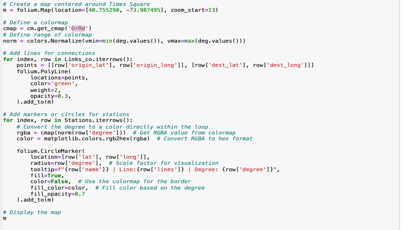 # Create a map centered around Times Square
m = folium.Map(location=[40.755290, -73.987495], zoom_start=13)
# Define a colormap
cmap = cm.get_cmap('OrRd')
# Define range of colormap
norm = colors.Normalize(vmin=min(deg.values()), vmax=max(deg.values()))
# Add lines for connections
for index, row in Links_co.iterrows():
    points = [[row['origin_lat'], row['origin_long']], [row['dest_lat'], row['dest_long']]]
    folium.PolyLine(
        locations=points,
        color='green',
        weight=2,
        opacity=0.3,
    ).add_to(m)
# Add markers or circles for stations
for index, row in Stations.iterrows():
    # Convert the degree to a color directly within the loop
    rgba = cmap(norm(row['degree']))  # Get RGBA value from colormap
    color = matplotlib.colors.rgb2hex(rgba)  # Convert RGBA to hex format
    folium.CircleMarker(
        location=[row['lat'], row['long']],
        radius=row['degree'],  # Scale factor for visualization
        tooltip=f"{row['name']} | Line:{row['lines']} | Degree: {row['degree']}",
        fill=True,
        color=False,  # Use the colormap for the border
        fill_color=color,  # Fill color based on the degree
        fill_opacity=0.7
    ).add_to(m)
# Display the map
m